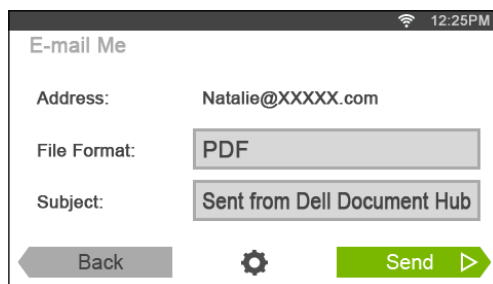 12:25PM
E-mail Me
Address: Natalie@XXXXX.com
File Format: PDF
Subject: Sent from Dell Document Hub
Back Send